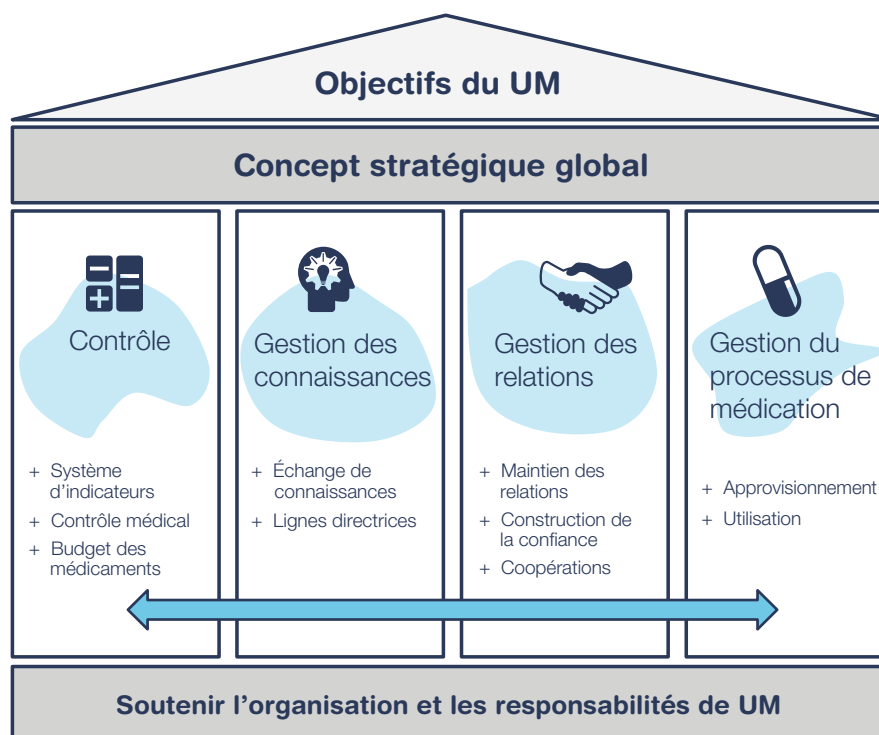 Objectifs du UM
Concept stratégique global
Contrôle
+ Système
d'indicateurs
+ Contrôle médical
+ Budget des
médicaments
Gestion des
connaissances
+ Échange de
connaissances
+ Lignes directrices
Gestion des
relations
+ Maintien des
relations
+ Construction de
la confiance
+ Coopérations
Gestion du
processus de
médication
+ Approvisionnement
+ Utilisation
Soutenir l'organisation et les responsabilités de UM